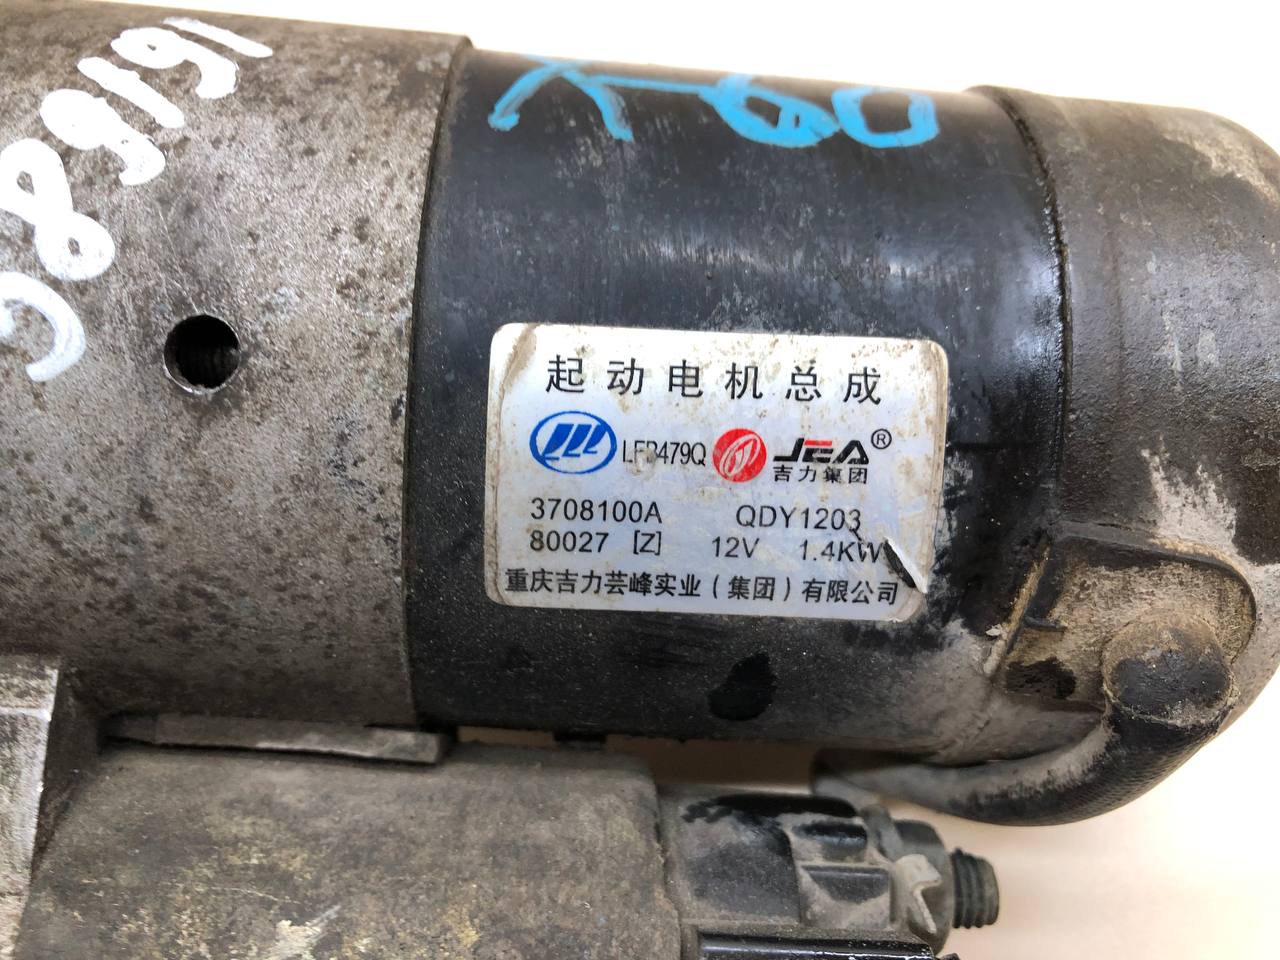 X60
起动电机总成
LFB479Q JEA®
吉力集团
3708100A QDY1203
80027 [Z] 12V 1.4KW
重庆吉力芸峰实业(集团)有限公司